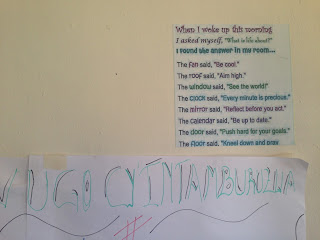 When I woke up this morning
I asked myself, "What is life about?"
I found the answer in my room...
The fan said, "Be cool."
The roof said, "Aim high."
The window said, "See the world!"
The clock said, "Every minute is precious."
The mirror said, "Reflect before you act."
The calendar said, "Be up to date."
The door said, "Push hard for your goals."
The floor said, "Kneel down and pray
UGO CY'INTAMBURUZWA